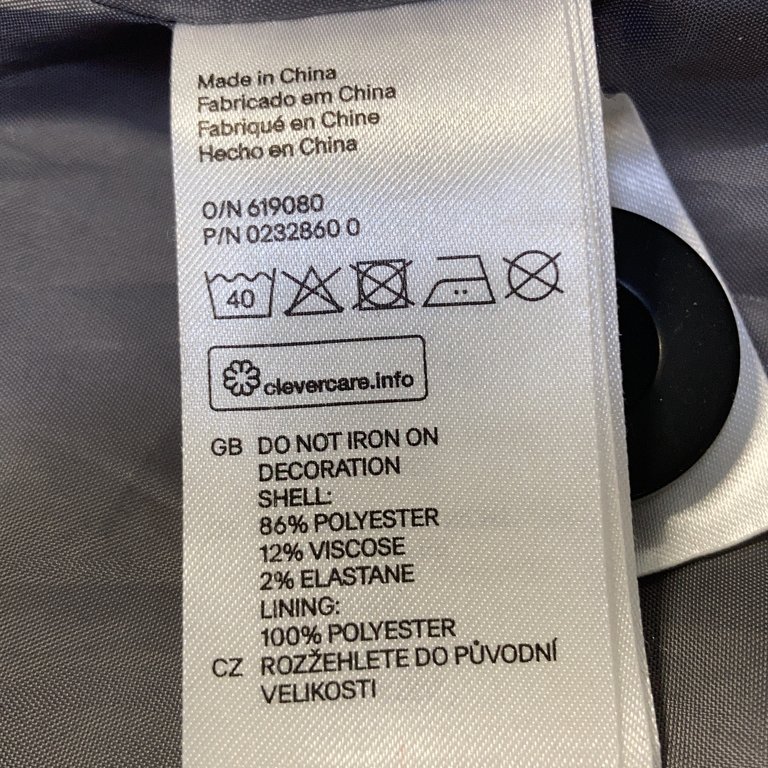 Made in China
Fabricado em China
Fabriqué en Chine
Hecho en China
O/N 619080
P/N 0232860 0
40
clevercare.info
GB DO NOT IRON ON
DECORATION
SHELL:
86% POLYESTER
12% VISCOSE
2% ELASTANE
LINING:
100% POLYESTER
CZ ROZŽEHLETE DO PŮVODNÍ
VELIKOSTI